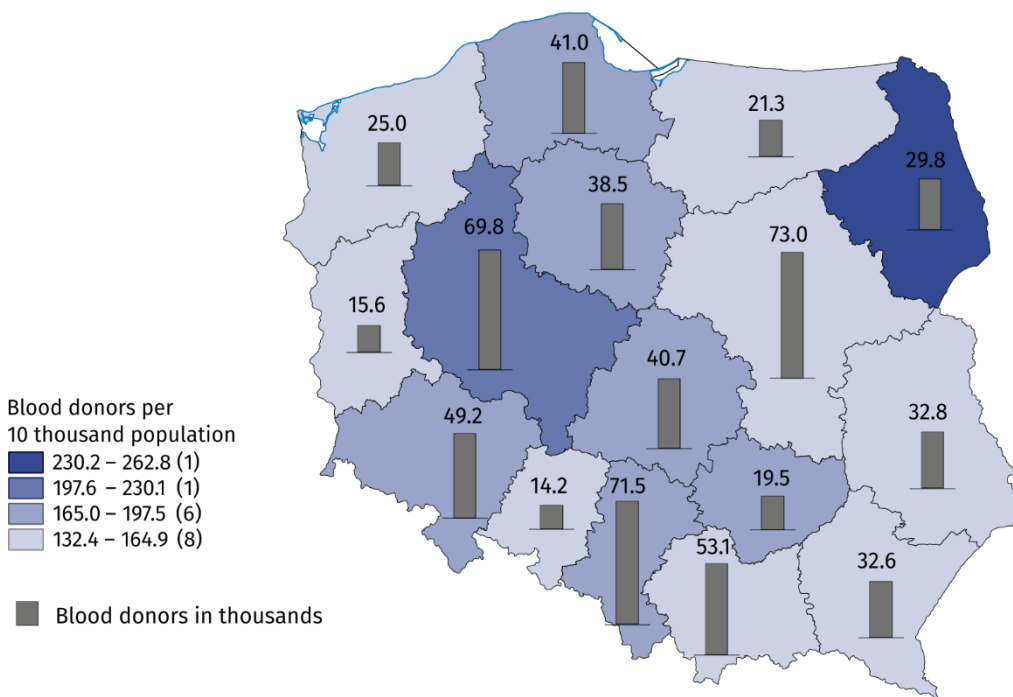 41.0
21.3
25.0
29.8
38.5
69.8
73.0
15.6
40.7
49.2
32.8
14.2
71.5
19.5
53.1
32.6
Blood donors per
10 thousand population
230.2 – 262.8 (1)
197.6 – 230.1 (1)
165.0 – 197.5 (6)
132.4 – 164.9 (8)
Blood donors in thousands